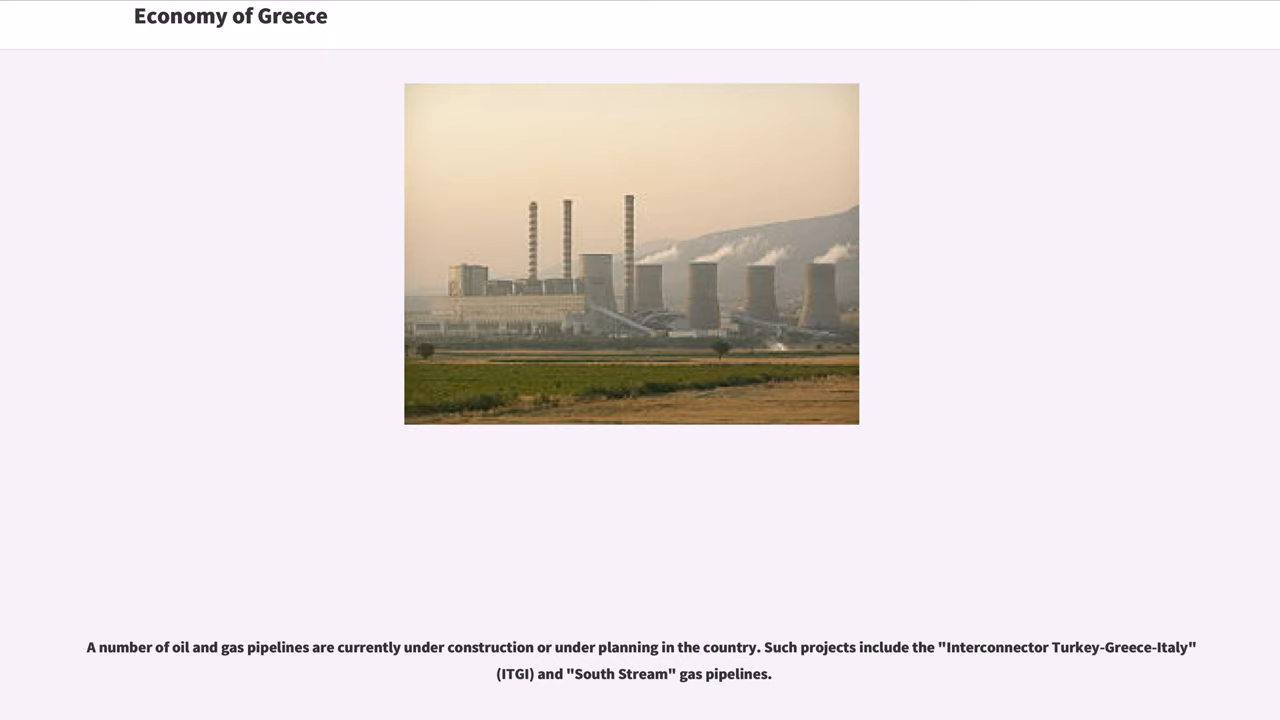 Economy of Greece
A number of oil and gas pipelines are currently under construction or under planning in the country. Such projects include the "Interconnector Turkey-Greece-Italy"
(ITGI) and "South Stream" gas pipelines.